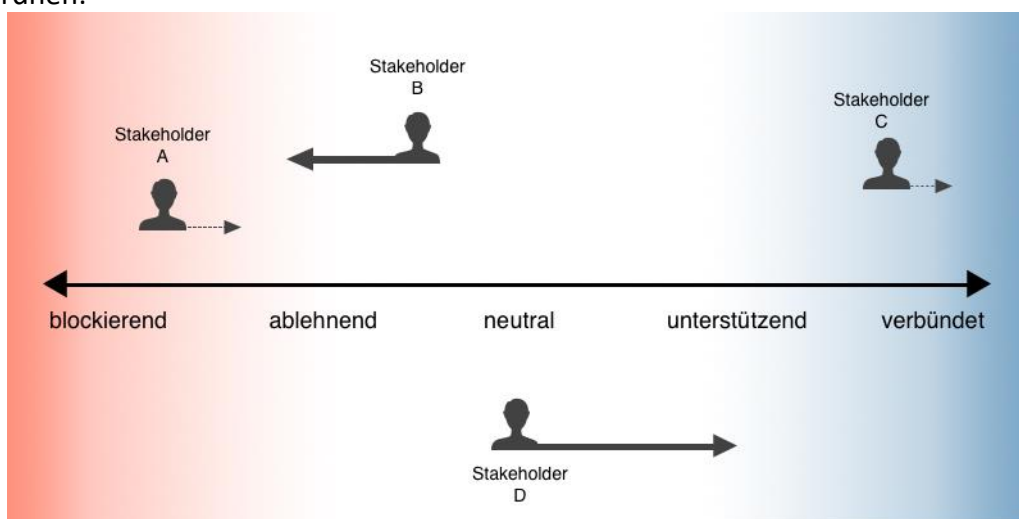 Stakeholder
B
Stakeholder
C
Stakeholder
A
blockierend ablehnend neutral unterstützend verbündet
Stakeholder
D